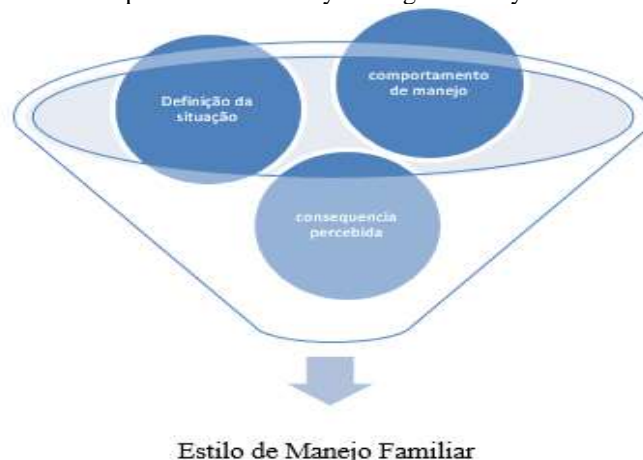 Definição da
situação
comportamento
de manejo
consequencia
percebida
Estilo de Manejo Familiar